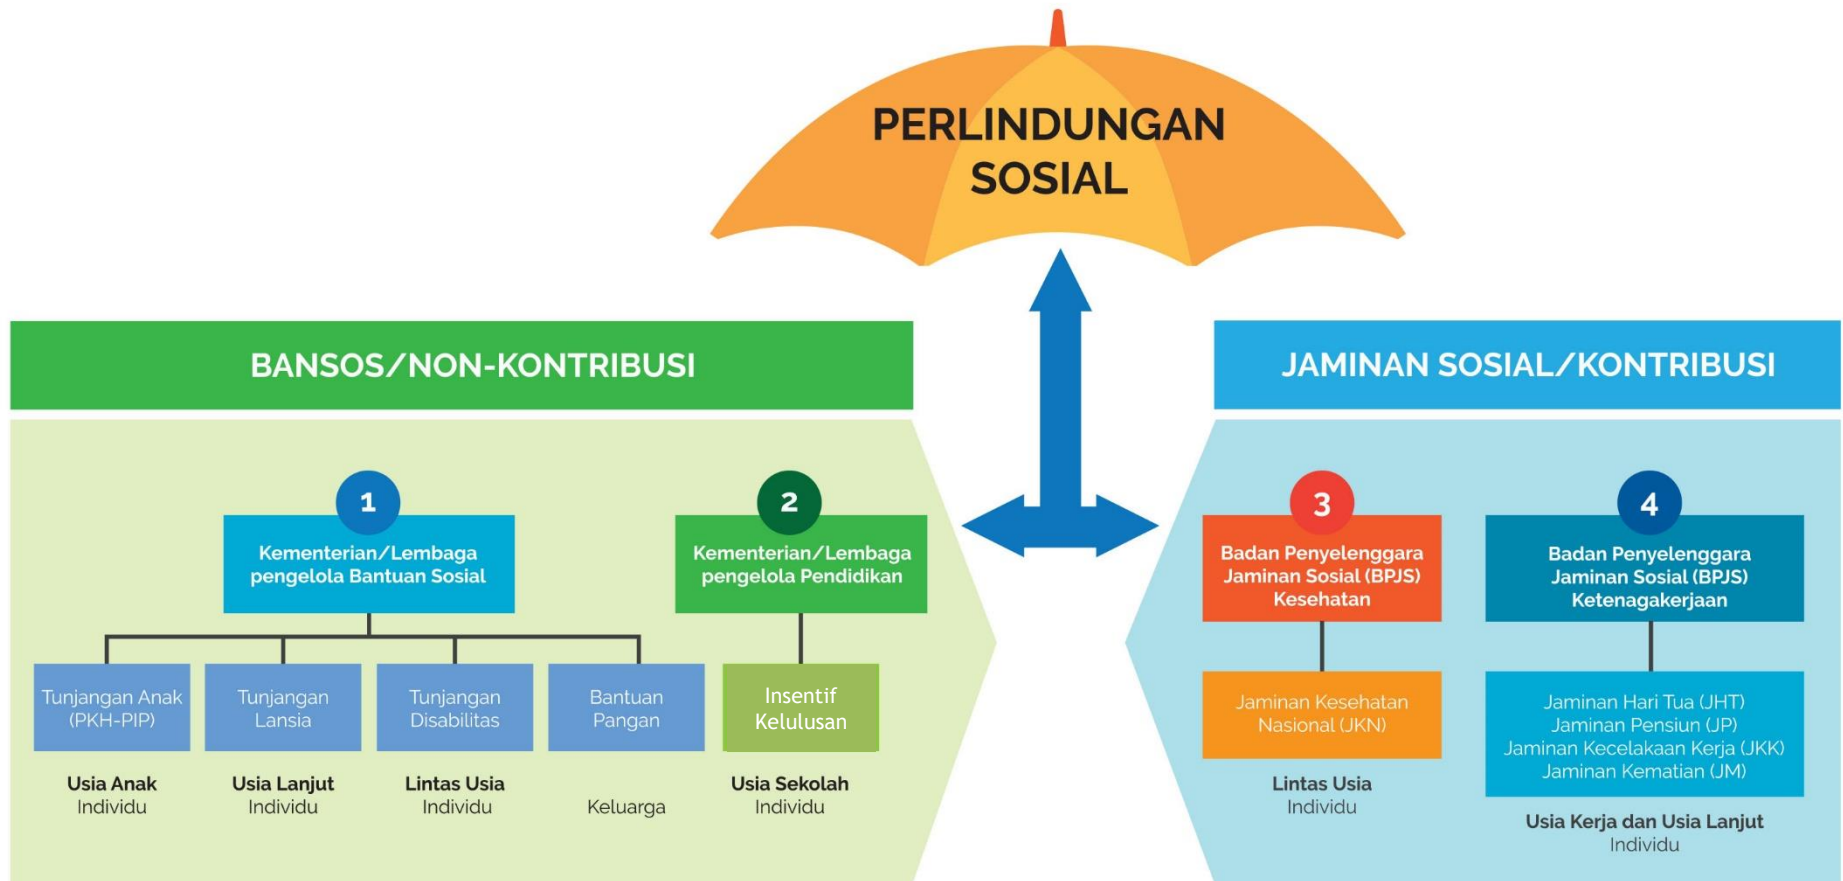 PERLINDUNGAN
SOSIAL
BANSOS/NON-KONTRIBUSI
JAMINAN SOSIAL/KONTRIBUSI
1
Kementerian/Lembaga
pengelola Bantuan Sosial
2
Kementerian/Lembaga
pengelola Pendidikan
Tunjangan Anak
(PKH-PIP)
Tunjangan
Lansia
Tunjangan
Disabilitas
Bantuan
Pangan
Insentif
Kelulusan
Usia Anak
Individu
Usia Lanjut
Individu
Lintas Usia
Individu
Keluarga
Usia Sekolah
Individu
3
Badan Penyelenggara
Jaminan Sosial (BPJS)
Kesehatan
Jaminan Kesehatan
Nasional (JKN)
Lintas Usia
Individu
4
Badan Penyelenggara
Jaminan Sosial (BPJS)
Ketenagakerjaan
Jaminan Hari Tua (JHT)
Jaminan Pensiun (JP)
Jaminan Kecelakaan Kerja (JKK)
Jaminan Kematian (JM)
Usia Kerja dan Usia Lanjut
Individu